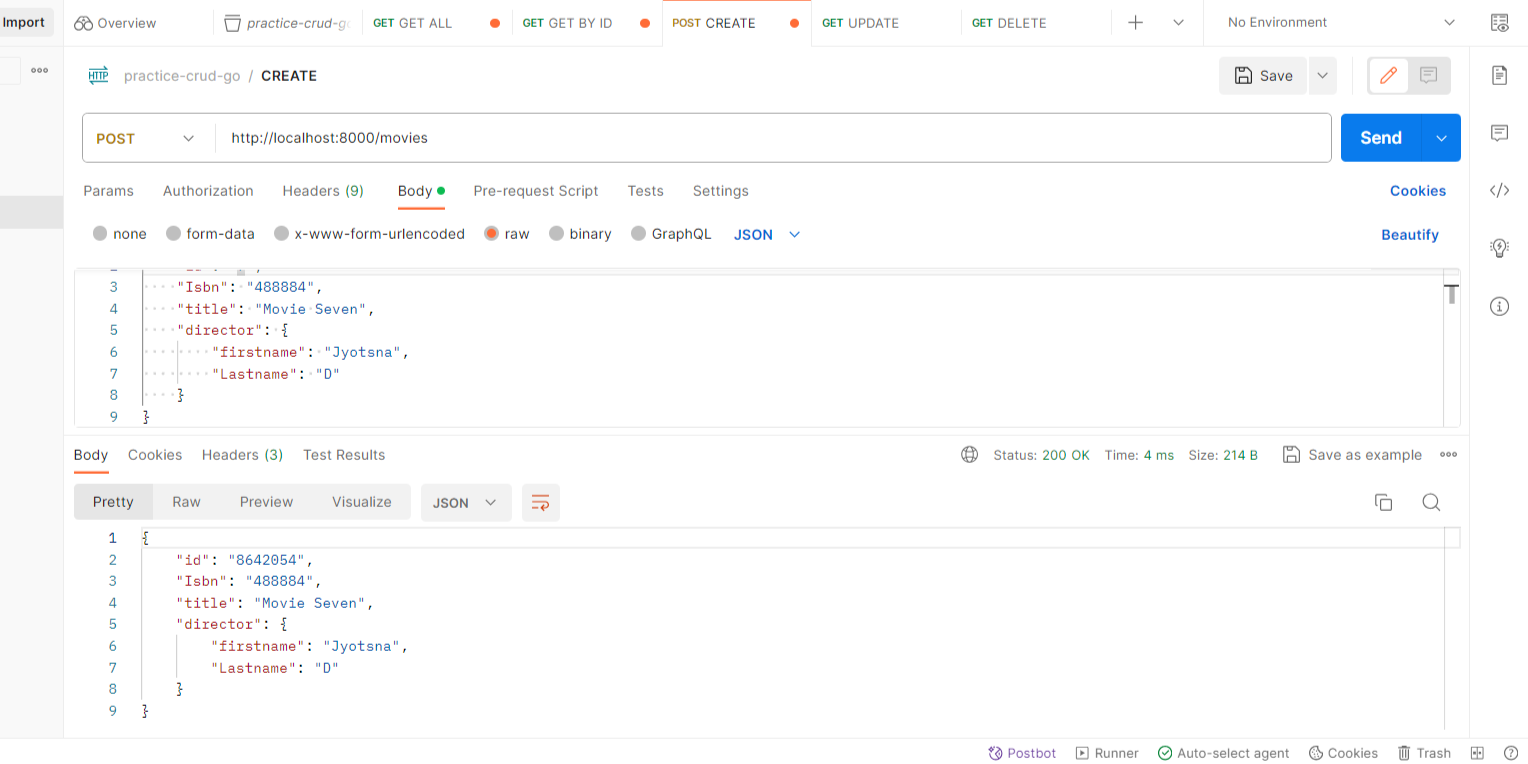 Import
Overview
practice-crud-go
GET GET ALL
GET GET BY ID
POST CREATE
GET UPDATE
GET DELETE
No Environment
practice-crud-go / CREATE
Save
HTTP
POST
http://localhost:8000/movies
Send
Params Authorization Headers (9) Body Pre-request Script Tests Settings Cookies
none form-data x-www-form-urlencoded raw binary GraphQL JSON Beautify
3 "Isbn": "488884",
4 "title": "Movie Seven",
5 "director": {
6 "firstname": "Jyotsna",
7 "Lastname": "D"
8 }
9 }
Body Cookies Headers (3) Test Results Status: 200 OK Time: 4 ms Size: 214 B Save as example
Pretty Raw Preview Visualize JSON
1 {
2 "id": "8642054",
3 "Isbn": "488884",
4 "title": "Movie Seven",
5 "director": {
6 "firstname": "Jyotsna",
7 "Lastname": "D"
8 }
9 }
Postbot Runner Auto-select agent Cookies Trash